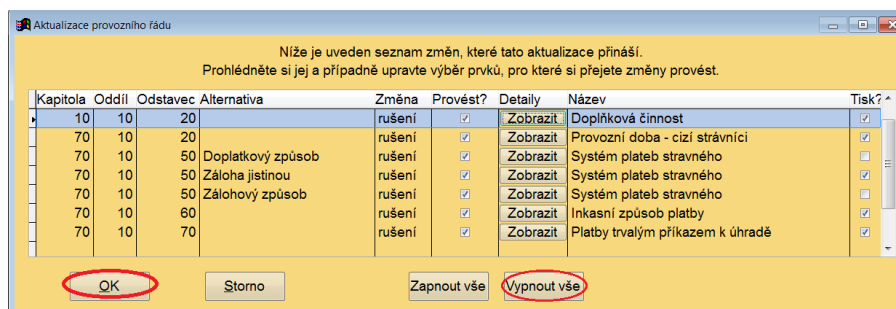 Aktualizace provozního řádu
Níže je uveden seznam změn, které tato aktualizace přináší.
Prohlédněte si jej a případně upravte výběr prvků, pro které si přejete změny provést.
Kapitola Oddíl Odstavec Alternativa Změna Provést? Detaily Název Tisk?
10 10 20 rušení Zobrazit Doplňková činnost
70 10 20 rušení Zobrazit Provozní doba - cizí strávníci
70 10 50 Doplatkový způsob rušení Zobrazit Systém plateb stravného
70 10 50 Záloha jistinou rušení Zobrazit Systém plateb stravného
70 10 50 Zálohový způsob rušení Zobrazit Systém plateb stravného
70 10 60 rušení Zobrazit Inkasní způsob platby
70 10 70 rušení Zobrazit Platby trvalým příkazem k úhradě
OK Storno Zapnout vše Vypnout vše